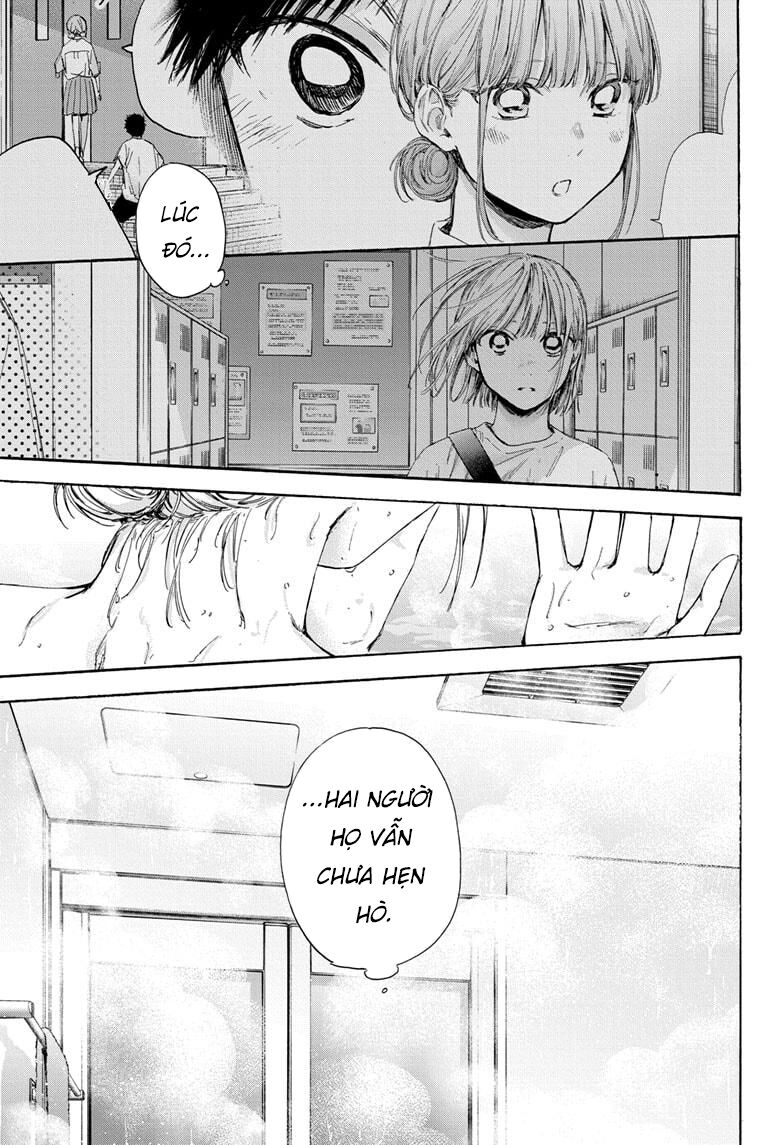 LÚC
ĐÓ...
...HAI NGƯỜI
HỌ VẪN
CHƯA HẸN
HÒ.